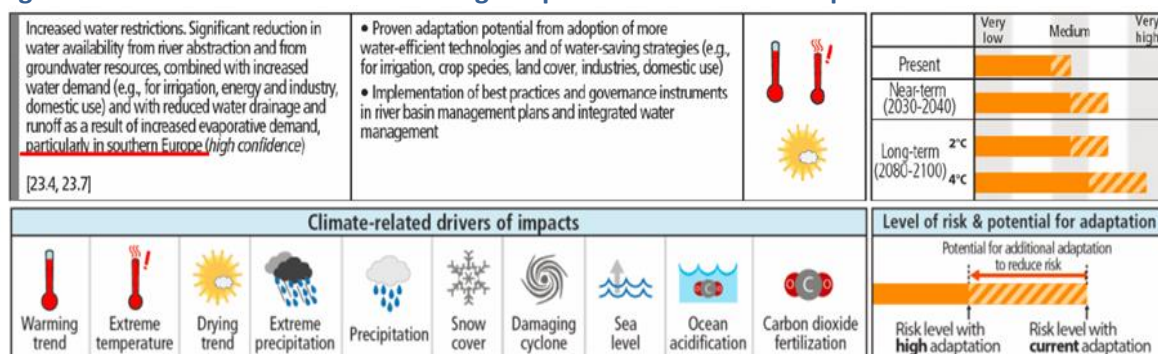 Increased water restrictions. Significant reduction in
water availability from river abstraction and from
groundwater resources, combined with increased
water demand (e.g., for irrigation, energy and industry,
domestic use) and with reduced water drainage and
runoff as a result of increased evaporative demand,
particularly in southern Europe (high confidence)
[23.4, 23.7]
• Proven adaptation potential from adoption of more
water-efficient technologies and of water-saving strategies (e.g.,
for irrigation, crop species, land cover, industries, domestic use)
• Implementation of best practices and governance instruments
in river basin management plans and integrated water
management
Very
low
Medium
Very
high
Present
Near-term
(2030-2040)
Long-term
(2080-2100)
2°C
4°C
Climate-related drivers of impacts
Warming
trend
Extreme
temperature
Drying
trend
Extreme
precipitation
Precipitation
Snow
cover
Damaging
cyclone
Sea
level
Ocean
acidification
O C O
Carbon dioxide
fertilization
Level of risk & potential for adaptation
Potential for additional adaptation
to reduce risk
Risk level with
high adaptation
Risk level with
current adaptation